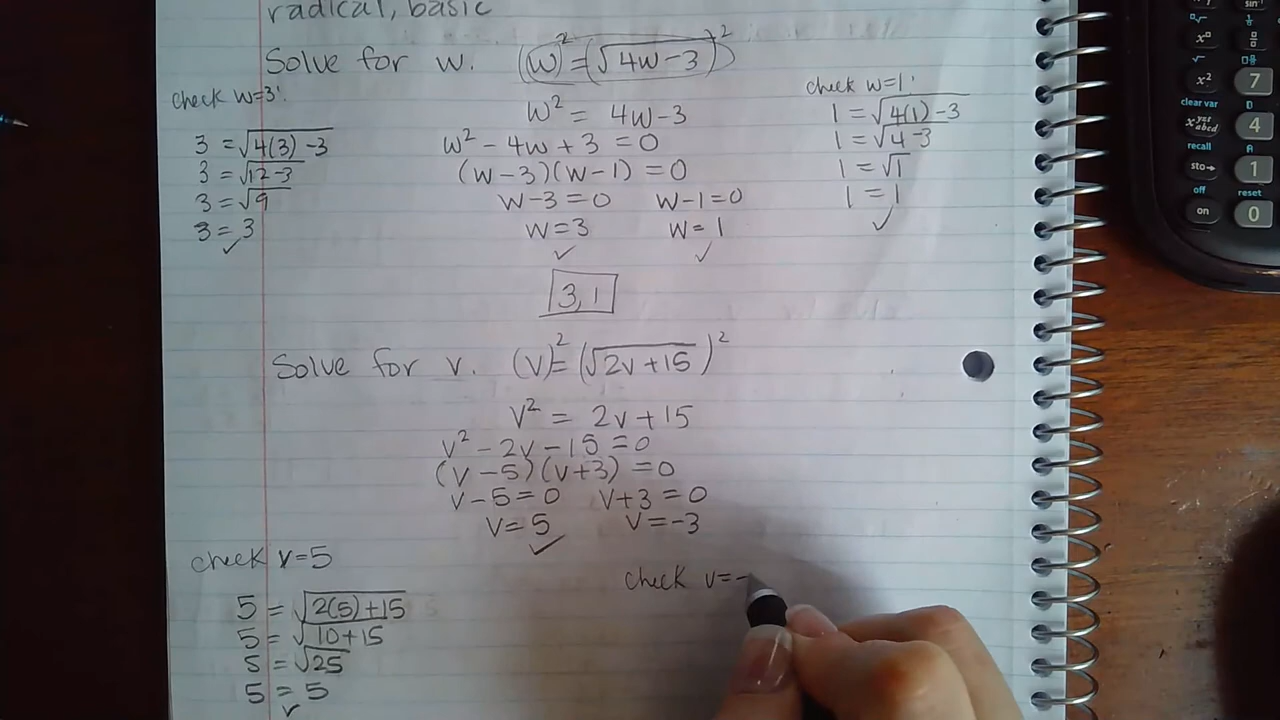 radical, basic
Solve for w. ((w)² = (√4w-3)²)
check w=3:
3 = √4(3) -3
3 = √12-3
3 = √9
3 = 3
✓
w² = 4w-3
w² - 4w + 3 = 0
(w-3)(w-1) = 0
w-3=0 w-1=0
w=3 w=1
✓ ✓
3,1
check w=1:
1 = √4(1)-3
1 = √4-3
1 = √1
1 = 1
✓
Solve for v. (v)² = (√2v+15)²
v² = 2v+15
v² - 2v - 15 = 0
(v-5)(v+3) = 0
v-5=0 v+3=0
v=5 v=-3
✓
check v=5
5 = √2(5)+15
5 = √10+15
5 = √25
5 = 5
✓
check v=-
clear var
recall
off
on
sto→
xyzt
abcd
x²
reset
7
4
1
0